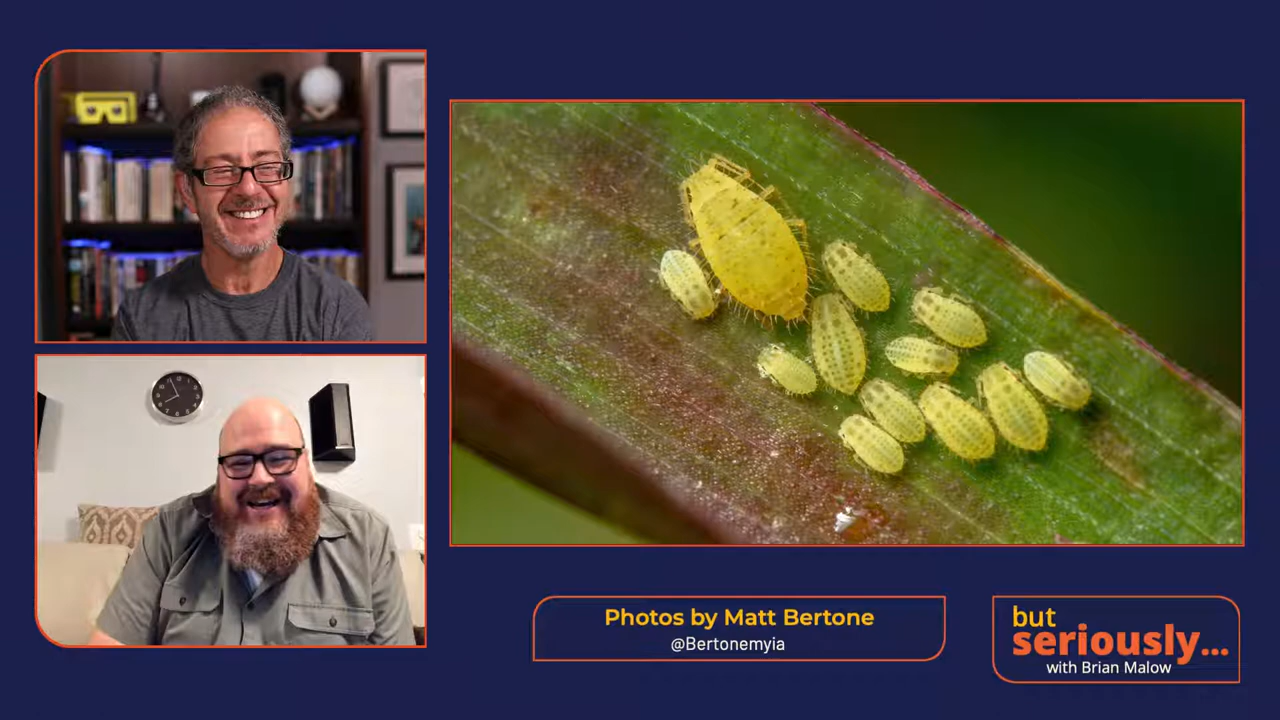 Photos by Matt Bertone
@Bertonemyia
but
seriously...
with Brian Malow